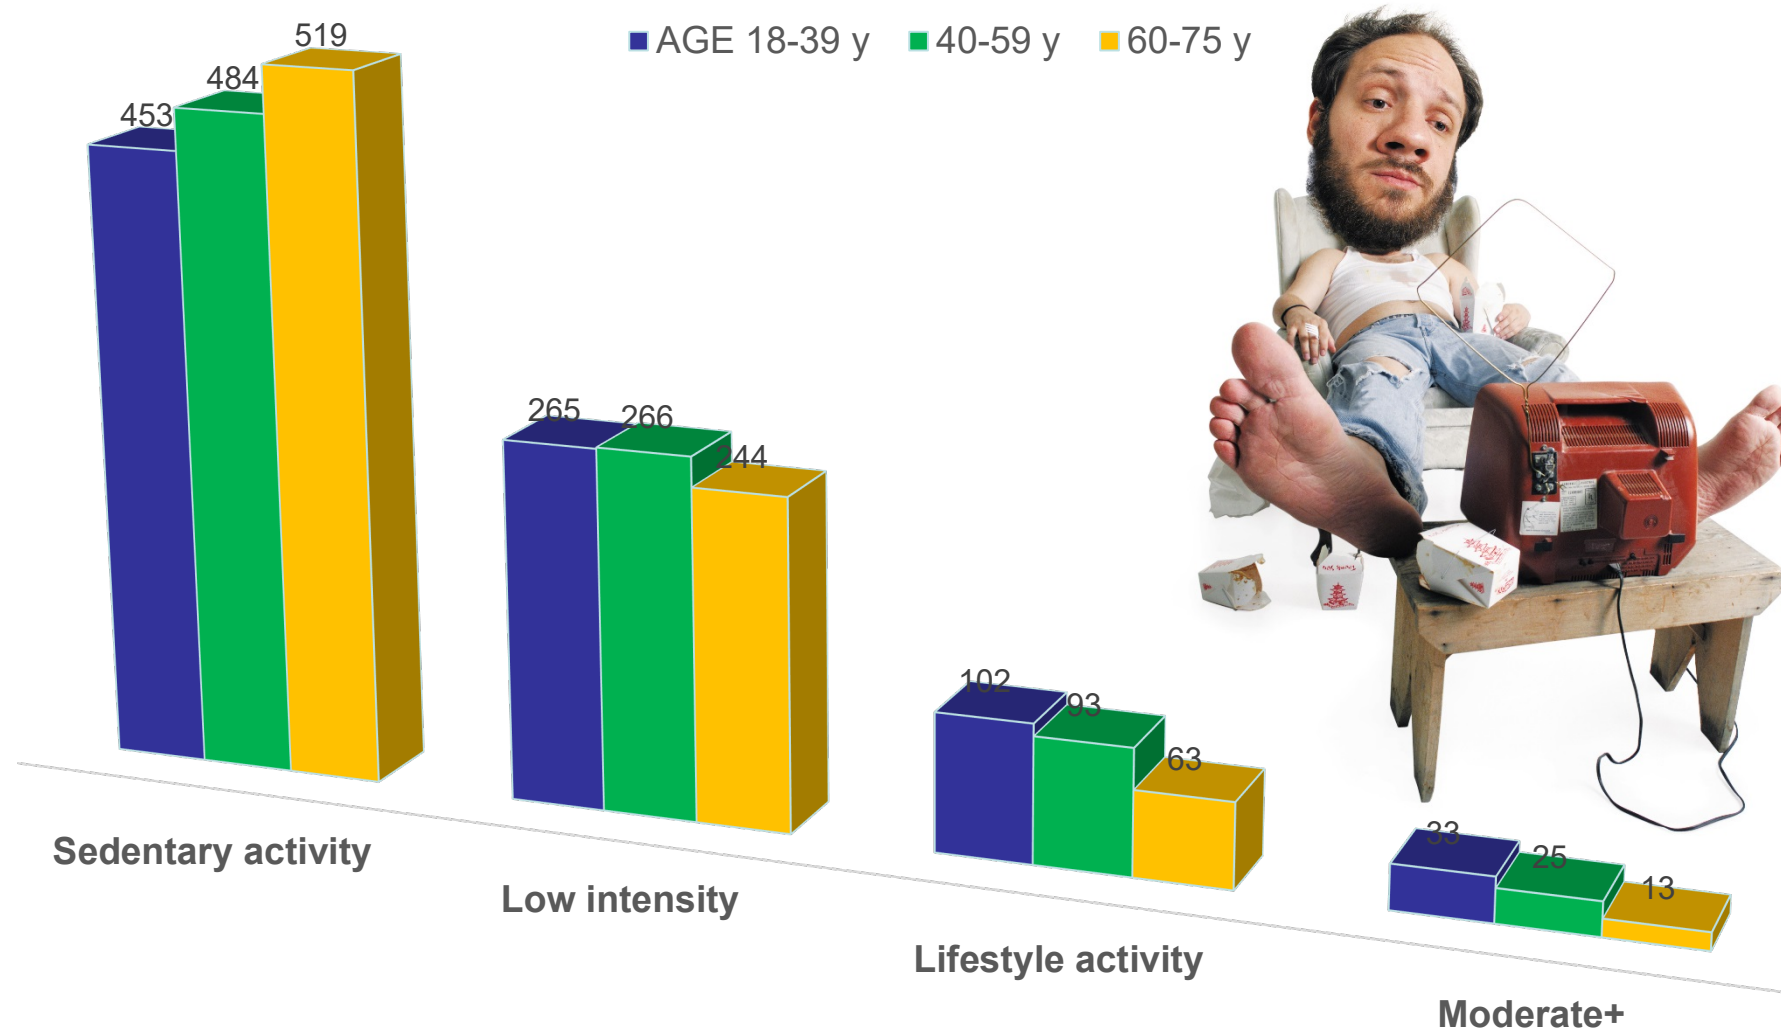 AGE 18-39 y 40-59 y 60-75 y
519
484
453
265
266
244
102
93
63
33
25
13
Sedentary activity
Low intensity
Lifestyle activity
Moderate+